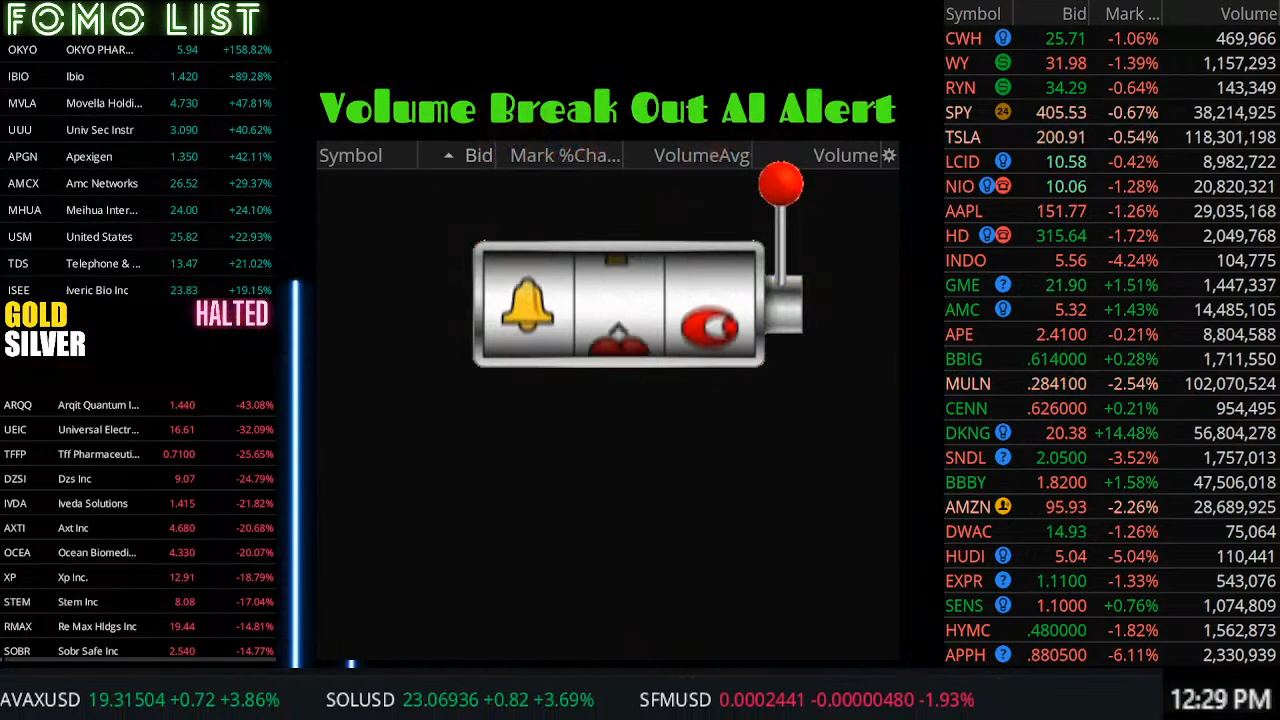 FOMO LIST
OKYO OKYO PHAR... 5.94 +158.82%
IBIO Ibio 1.420 +89.28%
MVLA Movella Holdi... 4.730 +47.81%
UUU Univ Sec Instr 3.090 +40.62%
APGN Apexigen 1.350 +42.11%
AMCX Amc Networks 26.52 +29.37%
MHUA Meihua Inter... 24.00 +24.10%
USM United States 25.82 +22.93%
TDS Telephone & ... 13.47 +21.02%
ISEE Iveric Bio Inc 23.83 +19.15%
GOLD HALTED
SILVER
ARQQ Arqit Quantum I... 1.440 -43.08%
UEIC Universal Electr... 16.61 -32.09%
TFFP Tff Pharmaceuti... 0.7100 -25.65%
DZSI Dzs Inc 9.07 -24.79%
IVDA Iveda Solutions 1.415 -21.82%
AXTI Axt Inc 4.680 -20.68%
OCEA Ocean Biomedi... 4.330 -20.07%
XP Xp Inc. 12.91 -18.79%
STEM Stem Inc 8.08 -17.04%
RMAX Re Max Hldgs Inc 19.44 -14.81%
SOBR Sobr Safe Inc 2.540 -14.77%
Volume Break Out AI Alert
Symbol Bid Mark %Cha... VolumeAvg Volume
Symbol Bid Mark ... Volume
CWH 25.71 -1.06% 469,966
WY 31.98 -1.39% 1,157,293
RYN 34.29 -0.64% 143,349
SPY 24 405.53 -0.67% 38,214,925
TSLA 200.91 -0.54% 118,301,198
LCID 10.58 -0.42% 8,982,722
NIO 10.06 -1.28% 20,820,321
AAPL 151.77 -1.26% 29,035,168
HD 315.64 -1.72% 2,049,768
INDO 5.56 -4.24% 104,775
GME ? 21.90 +1.51% 1,447,337
AMC 5.32 +1.43% 14,485,105
APE 2.4100 -0.21% 8,804,588
BBIG .614000 +0.28% 1,711,550
MULN .284100 -2.54% 102,070,524
CENN .626000 +0.21% 954,495
DKNG 20.38 +14.48% 56,804,278
SNDL ? 2.0500 -3.52% 1,757,013
BBBY 1.8200 +1.58% 47,506,018
AMZN 95.93 -2.26% 28,689,925
DWAC 14.93 -1.26% 75,064
HUDI 5.04 -5.04% 110,441
EXPR ? 1.1100 -1.33% 543,076
SENS 1.1000 +0.76% 1,074,809
HYMC .480000 -1.82% 1,562,873
APPH ? .880500 -6.11% 2,330,939
AVAXUSD 19.31504 +0.72 +3.86% SOLUSD 23.06936 +0.82 +3.69% SFMUSD 0.0002441 -0.00000480 -1.93% 12:29 PM